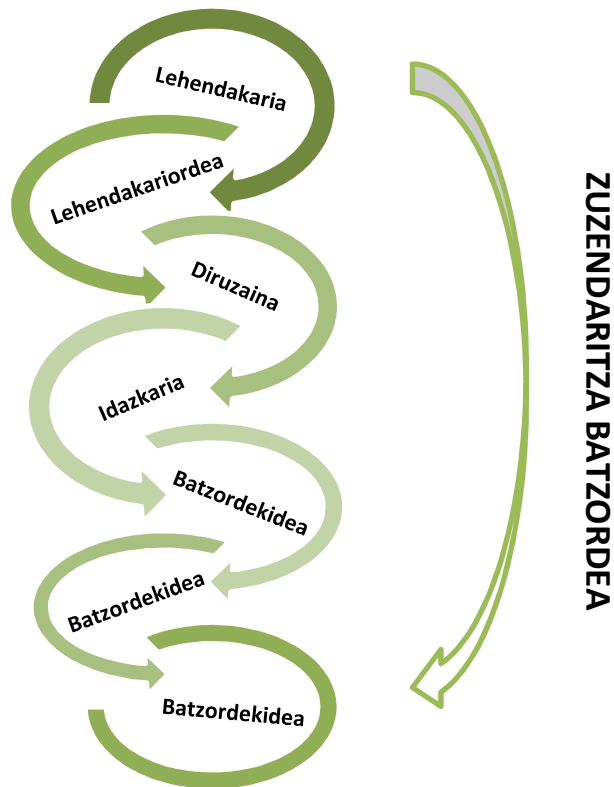 Lehendakaria
Lehendakariordea
Diruzaina
Idazkaria
Batzordekidea
Batzordekidea
Batzordekidea
ZUZENDARITZA BATZORDEA